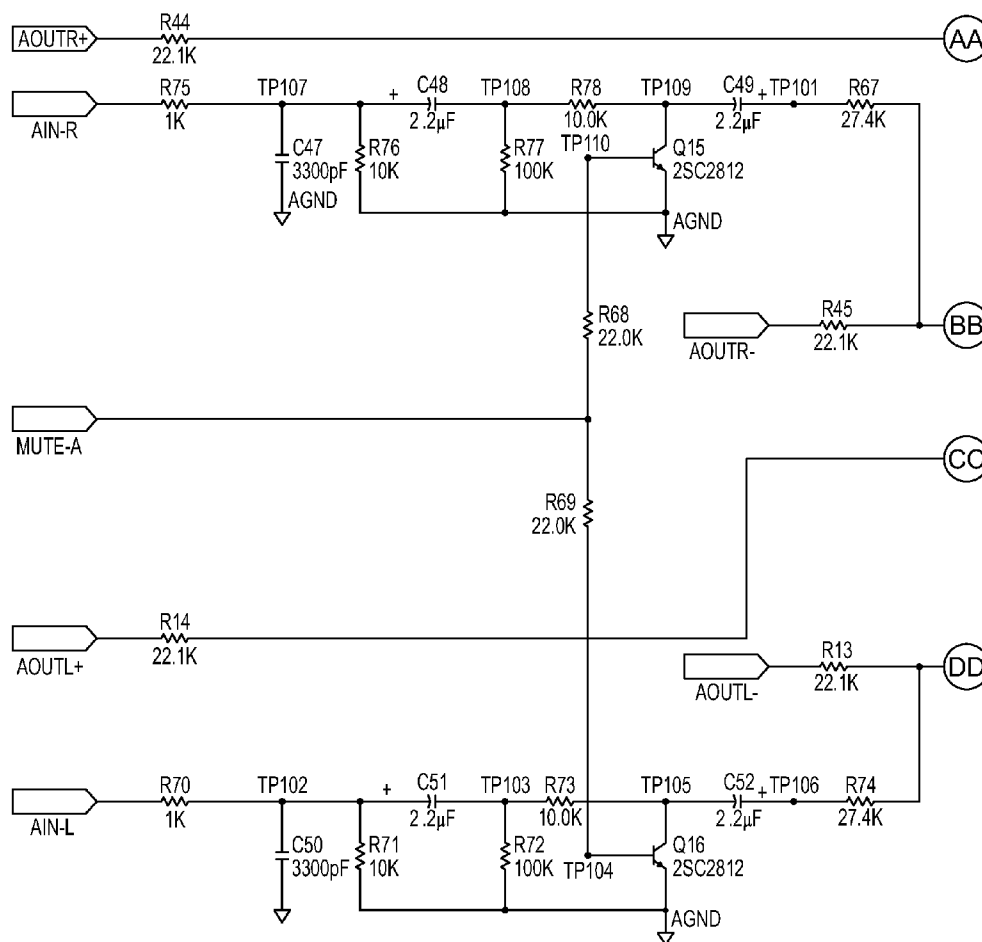 AOUTR+
R44
22.1K
AA
AIN-R
R75
1K
TP107
C47
3300pF
AGND
R76
10K
+
C48
2.2µF
TP108
R77
100K
R78
10.0K
TP110
TP109
Q15
2SC2812
AGND
C49
+
2.2µF
TP101
R67
27.4K
R68
22.0K
AOUTR-
R45
22.1K
BB
MUTE-A
CC
R69
22.0K
AOUTL+
R14
22.1K
AOUTL-
R13
22.1K
DD
AIN-L
R70
1K
TP102
C50
3300pF
R71
10K
+
C51
2.2µF
TP103
R72
100K
R73
10.0K
TP104
TP105
Q16
2SC2812
AGND
C52
+
2.2µF
TP106
R74
27.4K